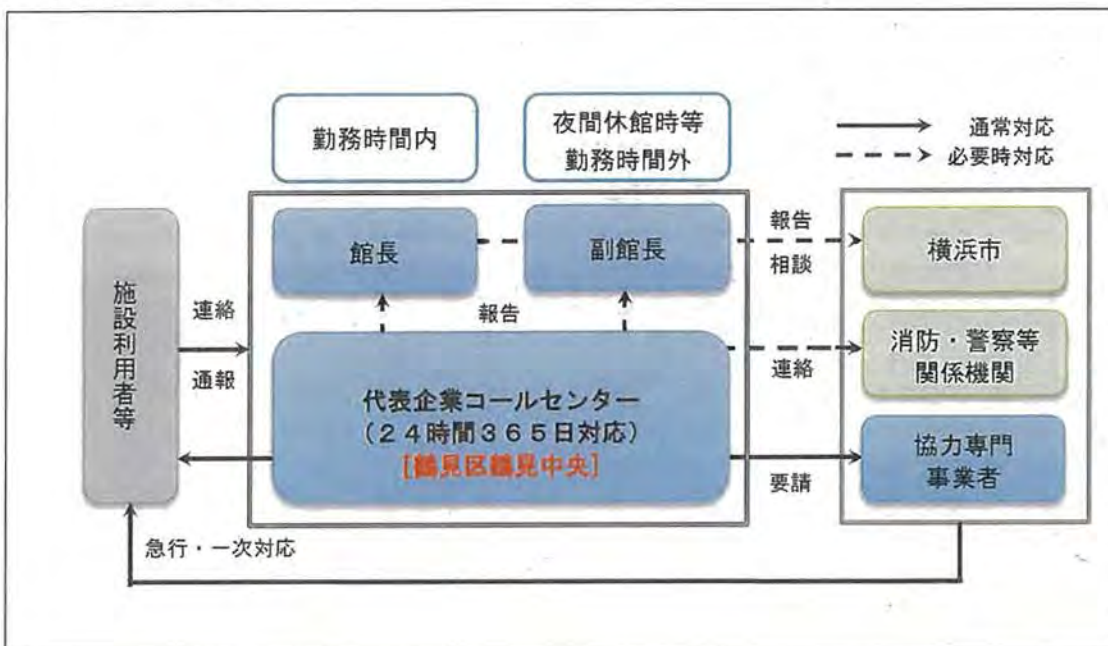 勤務時間内
夜間休館時等
勤務時間外
通常対応
必要時対応
施設利用者等
連絡
通報
館長
副館長
報告
報告
相談
横浜市
代表企業コールセンター
(24時間365日対応)
[鶴見区鶴見中央]
連絡
消防・警察等
関係機関
要請
協力専門
事業者
急行・一次対応